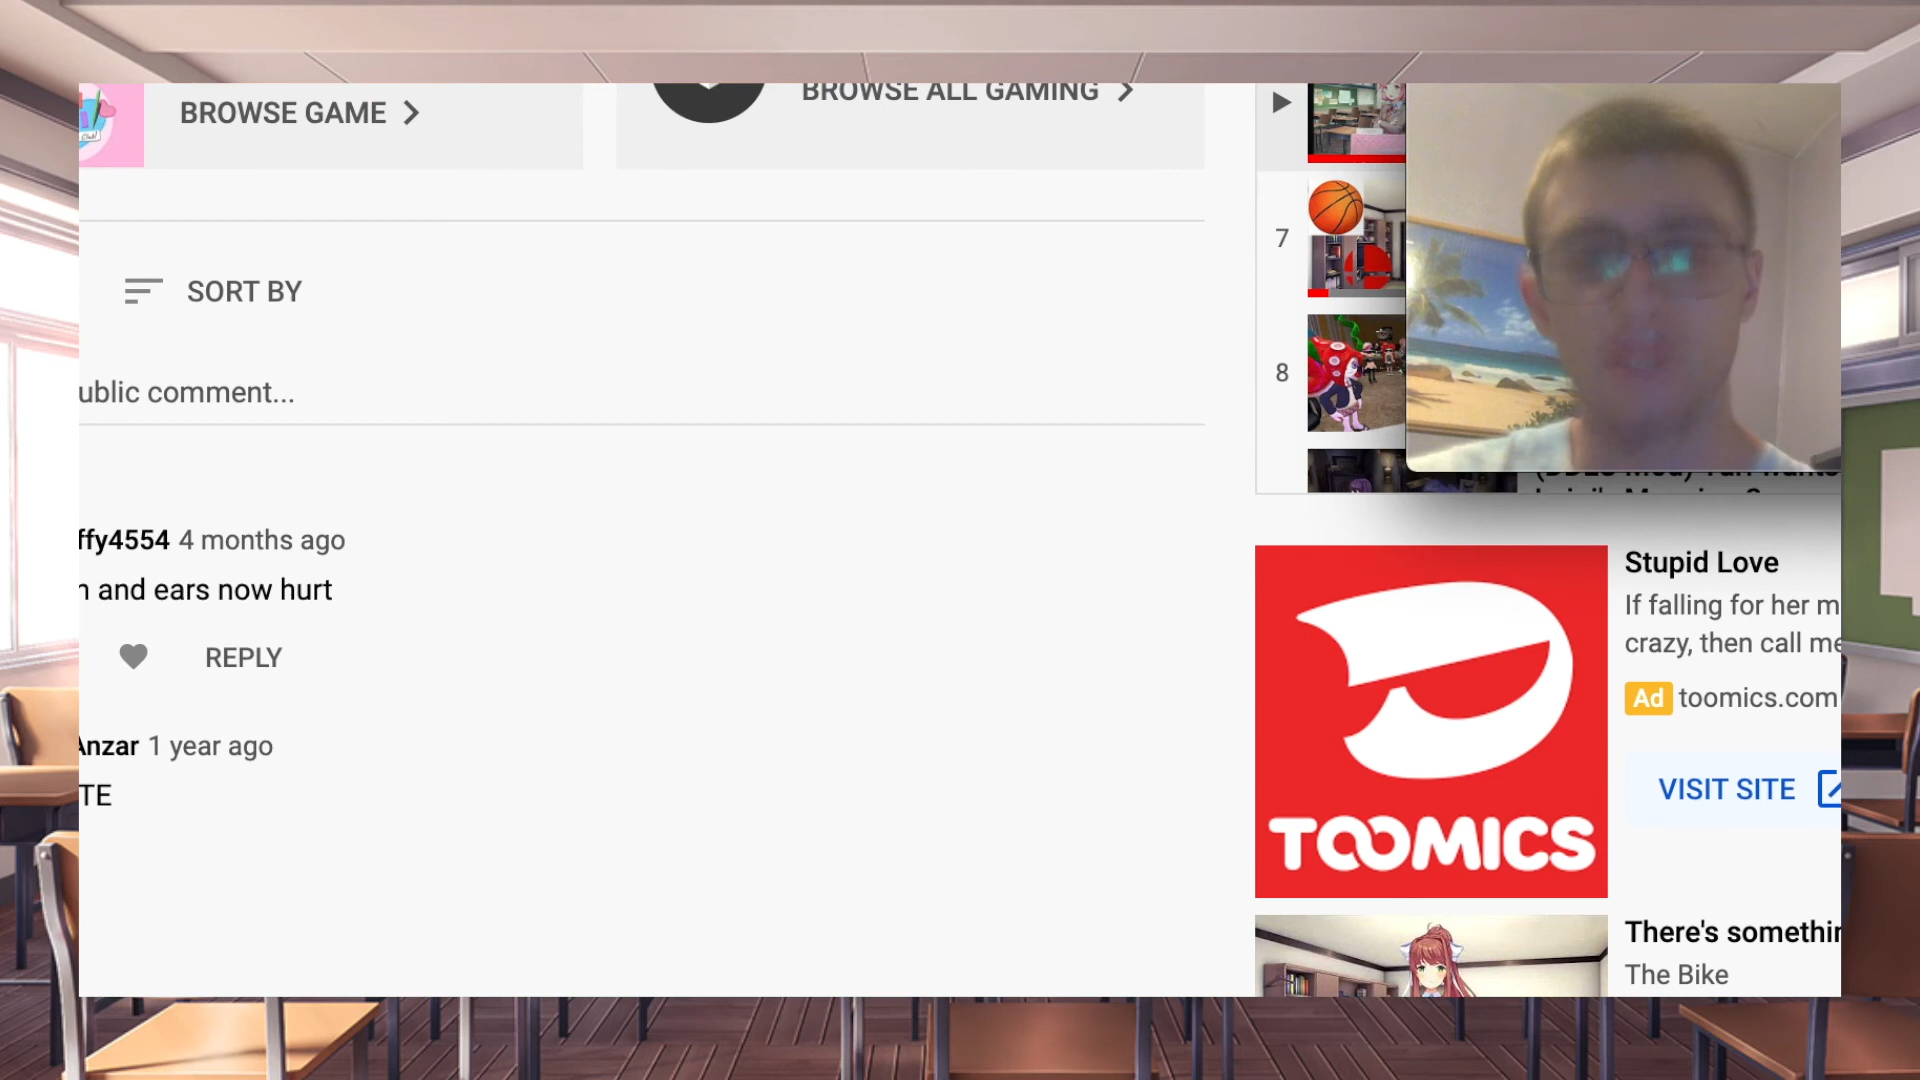 BROWSE GAME
BROWSE ALL GAMING
SORT BY
ublic comment...
ffy4554 4 months ago
and ears now hurt
REPLY
Anzar 1 year ago
TE
7
8
Stupid Love
If falling for her m
crazy, then call me
Ad toomics.com
VISIT SITE
TOOMICS
There's somethin
The Bike